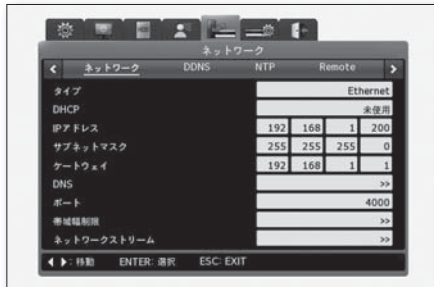 HDD
ネットワーク
ネットワーク DDNS NTP Remote
タイプ Ethernet
DHCP 未使用
IPアドレス 192 168 1 200
サブネットマスク 255 255 255 0
ケートウェイ 192 168 1 1
DNS >>
ポート 4000
帯域幅制限 >>
ネットワークストリーム >>
◀ ▶: 移動 ENTER: 選択 ESC: EXIT